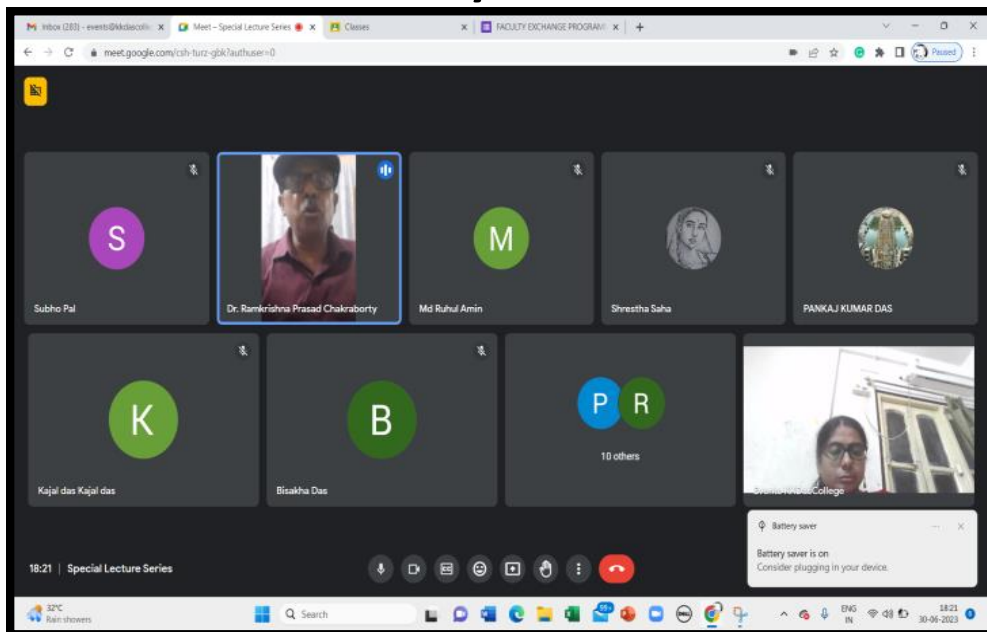 Inbox (283) - events@kkdascolle
Meet – Special Lecture Series
Classes
FACULTY EXCHANGE PROGRAM
meet.google.com/csh-turz-gbk?authuser=0
Paused
S
Subho Pal
Dr. Ramkrishna Prasad Chakraborty
M
Md Ruhul Amin
Shrestha Saha
PANKAJ KUMAR DAS
K
Kajal das Kajal das
B
Bisakha Das
P R
10 others
College
Battery saver
Battery saver is on
Consider plugging in your device.
18:21 | Special Lecture Series
32°C
Rain showers
Search
99+
ENG
IN
18:21
30-06-2023